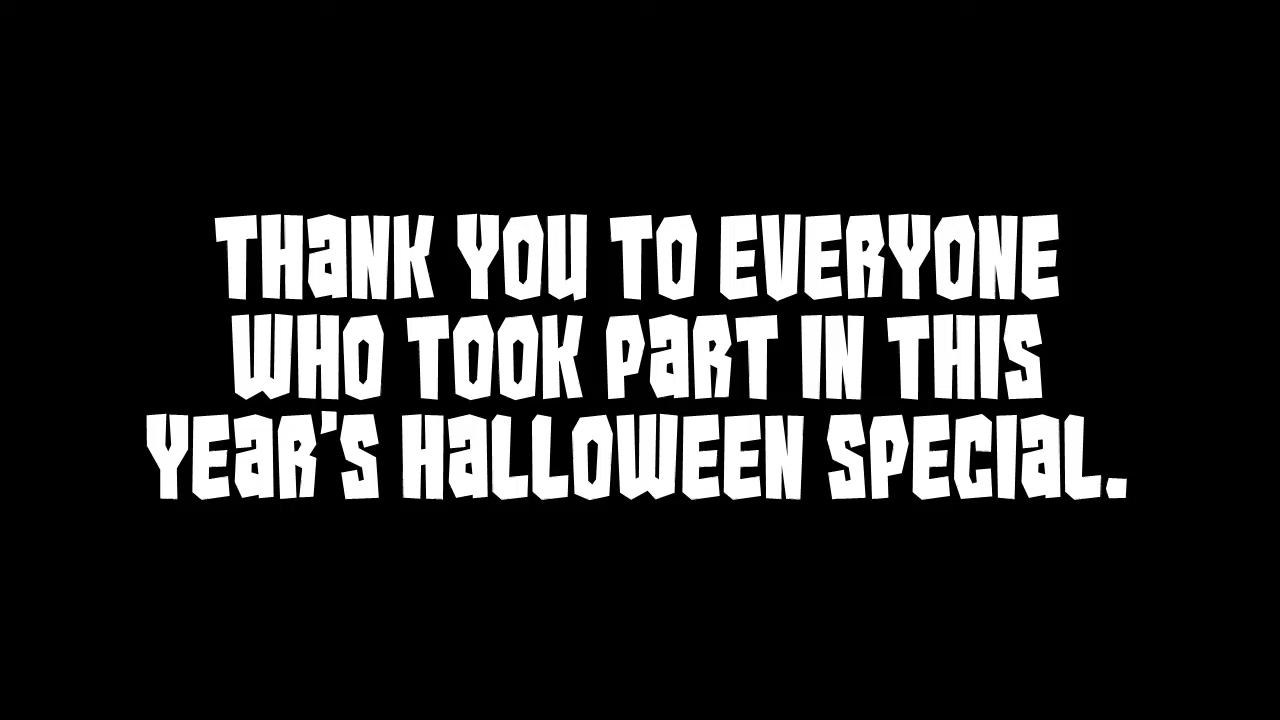 THaNK YOU TO EVERYONE
WHO TOOK PaRT IN THIS
YEaR'S HaLLOWEEN SPECIaL.